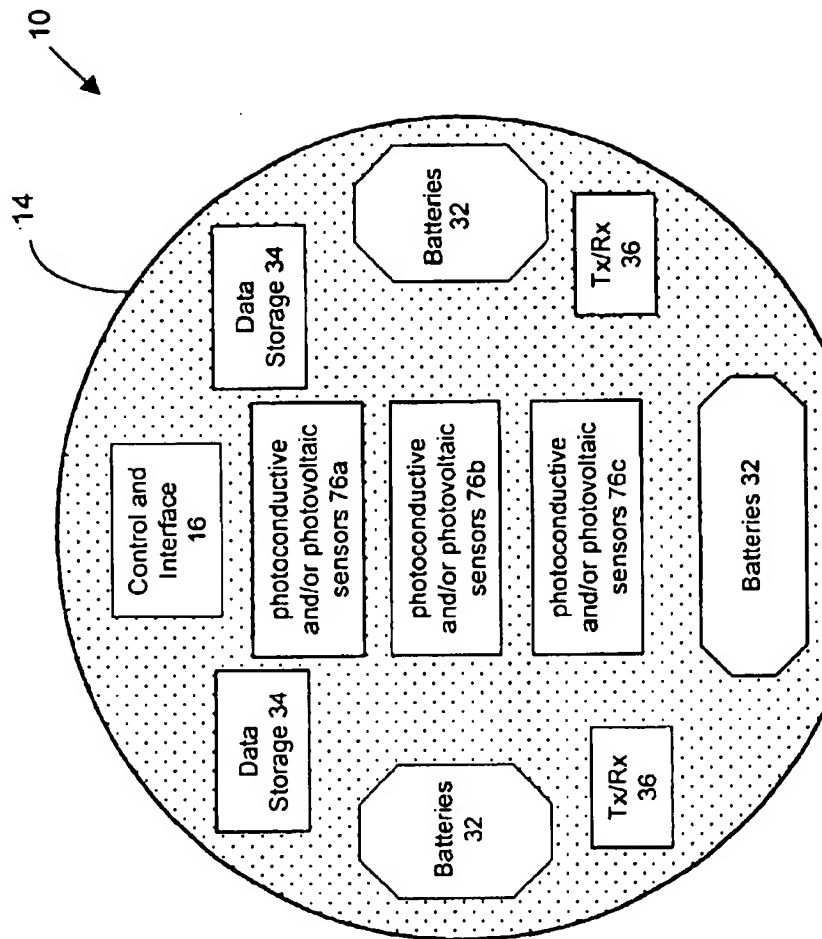 10
14
Control and
Interface
16
Data
Storage 34
Data
Storage 34
photoconductive
and/or photovoltaic
sensors 76a
photoconductive
and/or photovoltaic
sensors 76b
photoconductive
and/or photovoltaic
sensors 76c
Batteries
32
Batteries
32
Tx/Rx
36
Tx/Rx
36
Batteries 32